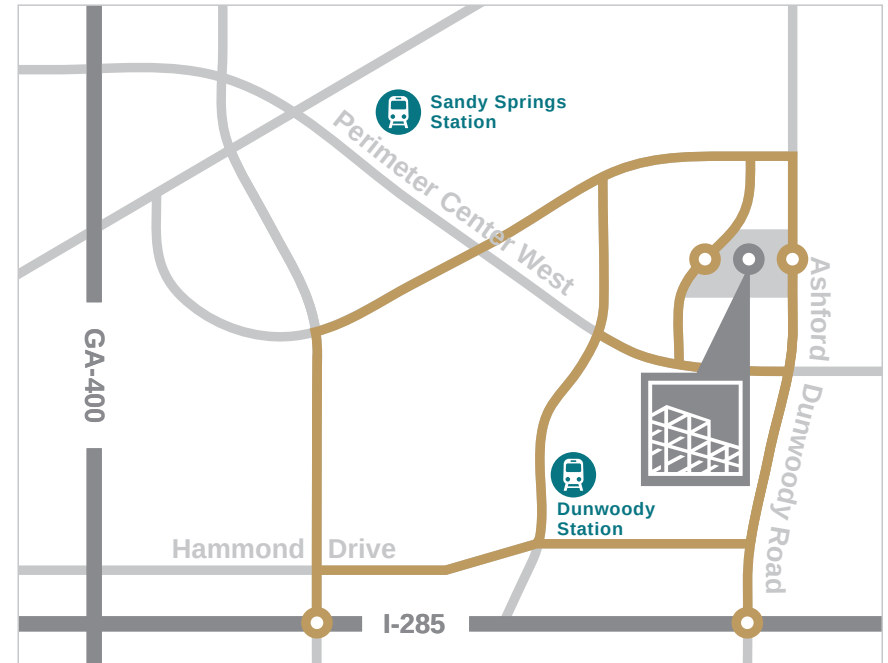 Sandy Springs
Station
Perimeter Center West
Ashford Dunwoody Road
GA-400
Dunwoody
Station
Hammond Drive
I-285